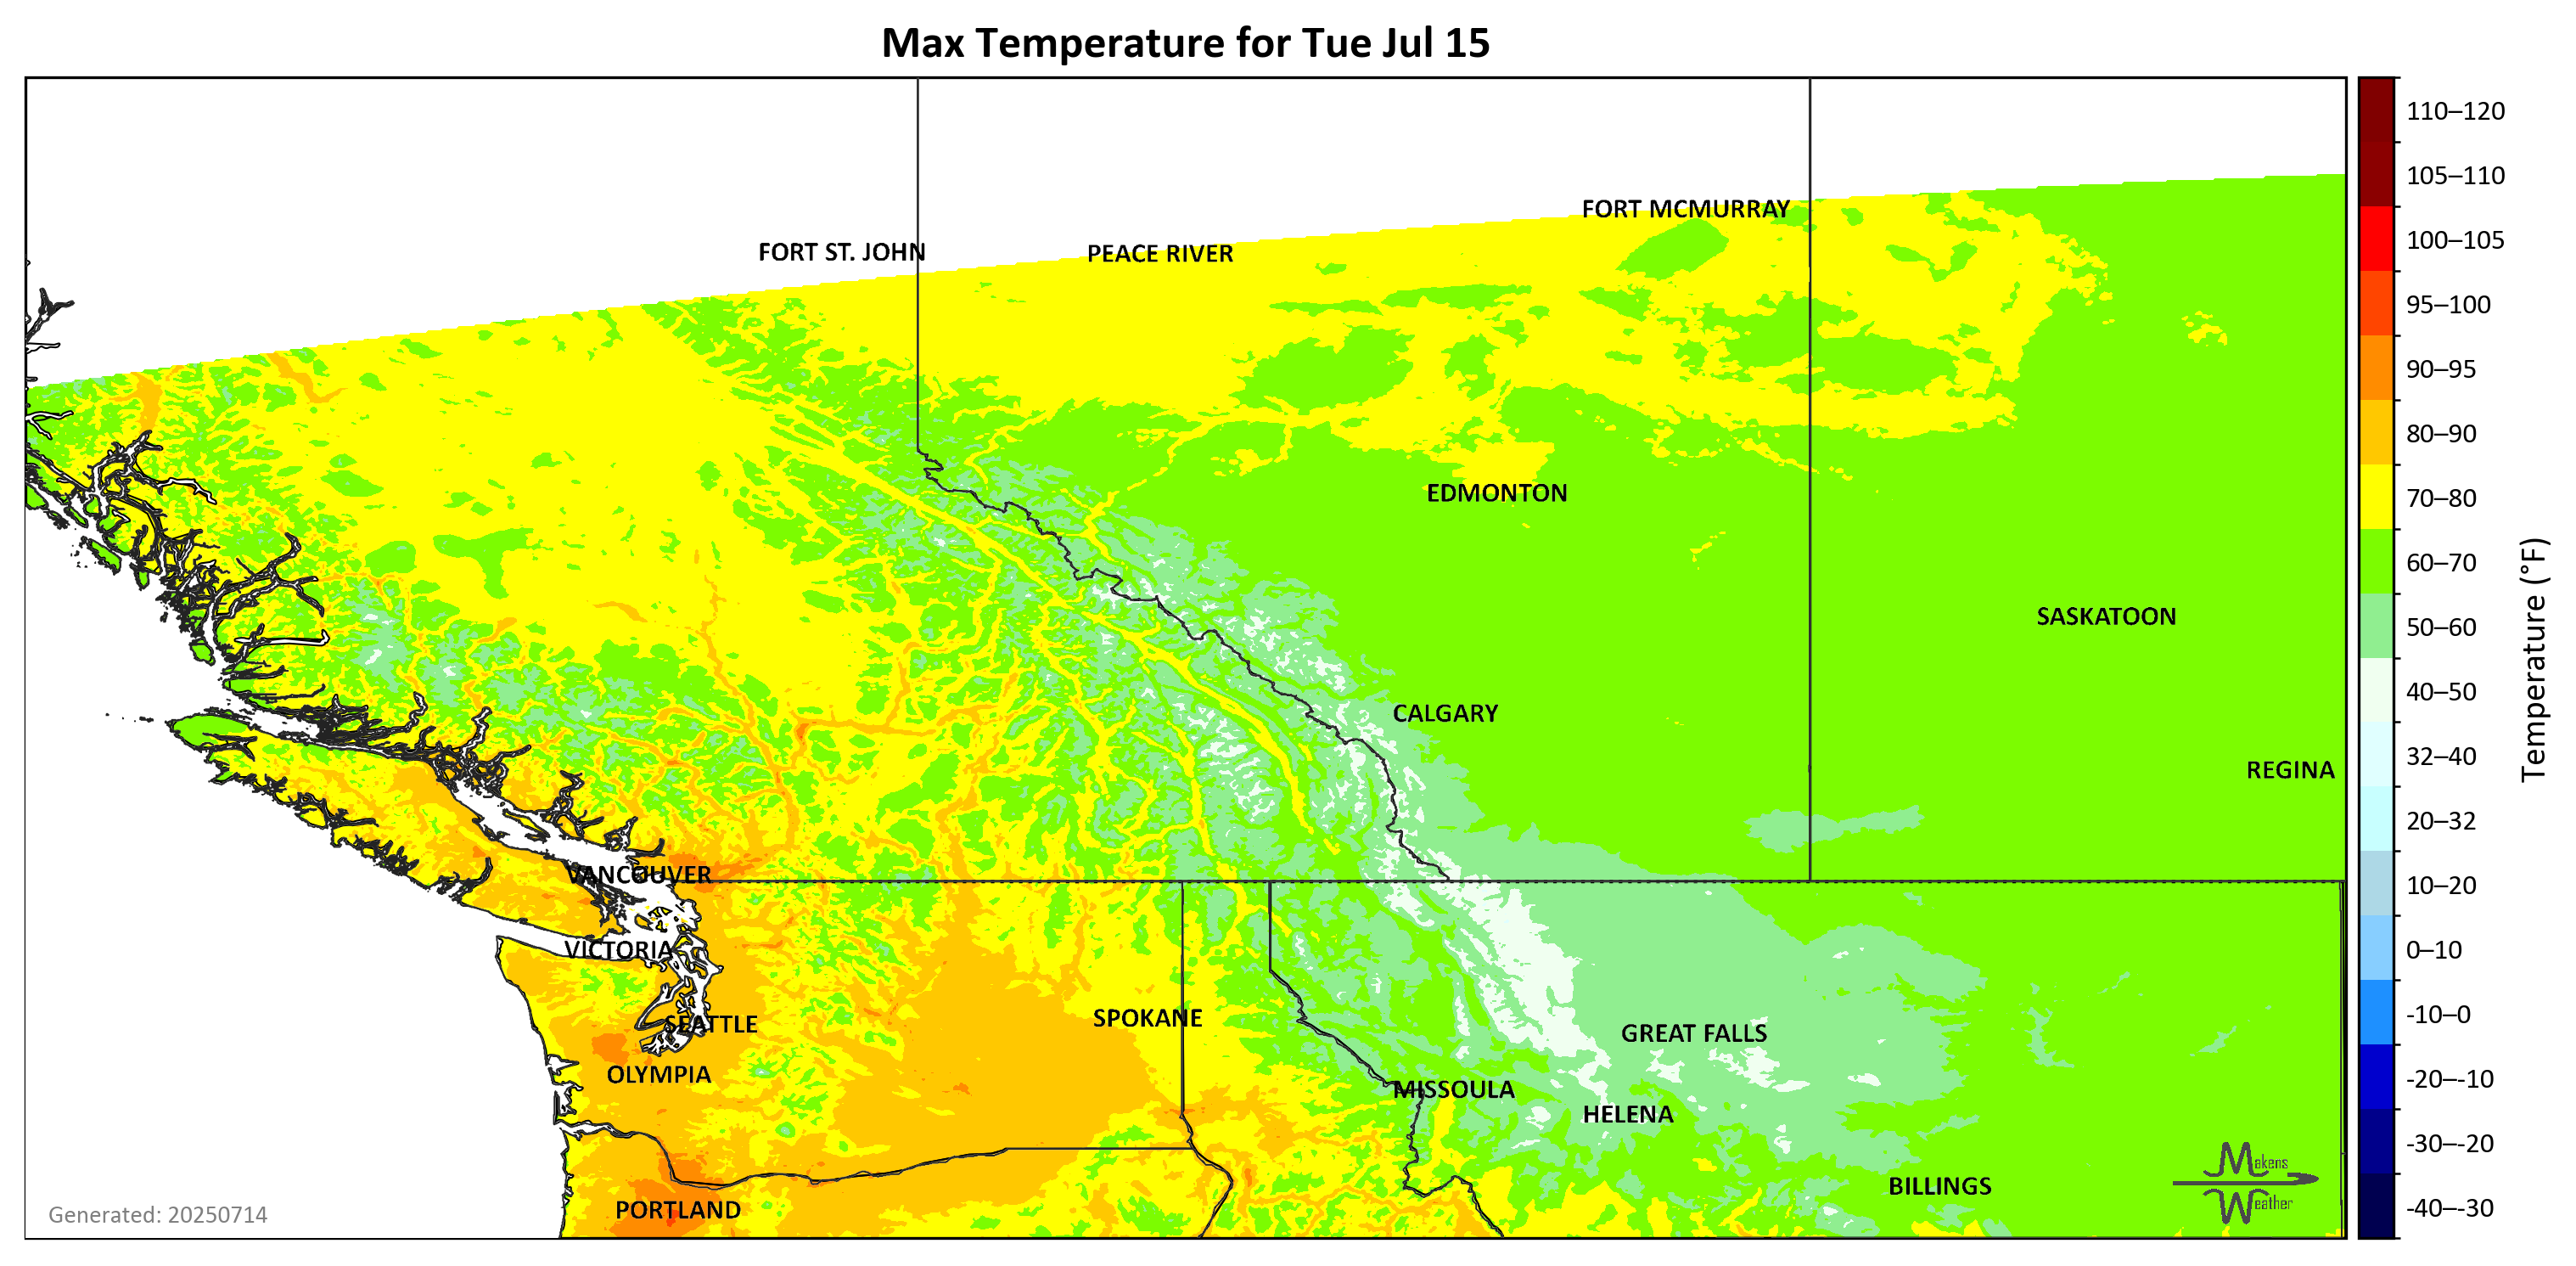 Max Temperature for Tue Jul 15
110–120
105–110
100–105
95–100
90–95
80–90
70–80
60–70
50–60
40–50
32–40
20–32
10–20
0–10
-10–0
-20–-10
-30–-20
-40–-30
Temperature (°F)
FORT MCMURRAY
FORT ST. JOHN
PEACE RIVER
EDMONTON
SASKATOON
CALGARY
REGINA
VANCOUVER
VICTORIA
SPOKANE
SEATTLE
GREAT FALLS
OLYMPIA
MISSOULA
HELENA
BILLINGS
PORTLAND
Makens
Weather
Generated: 20250714